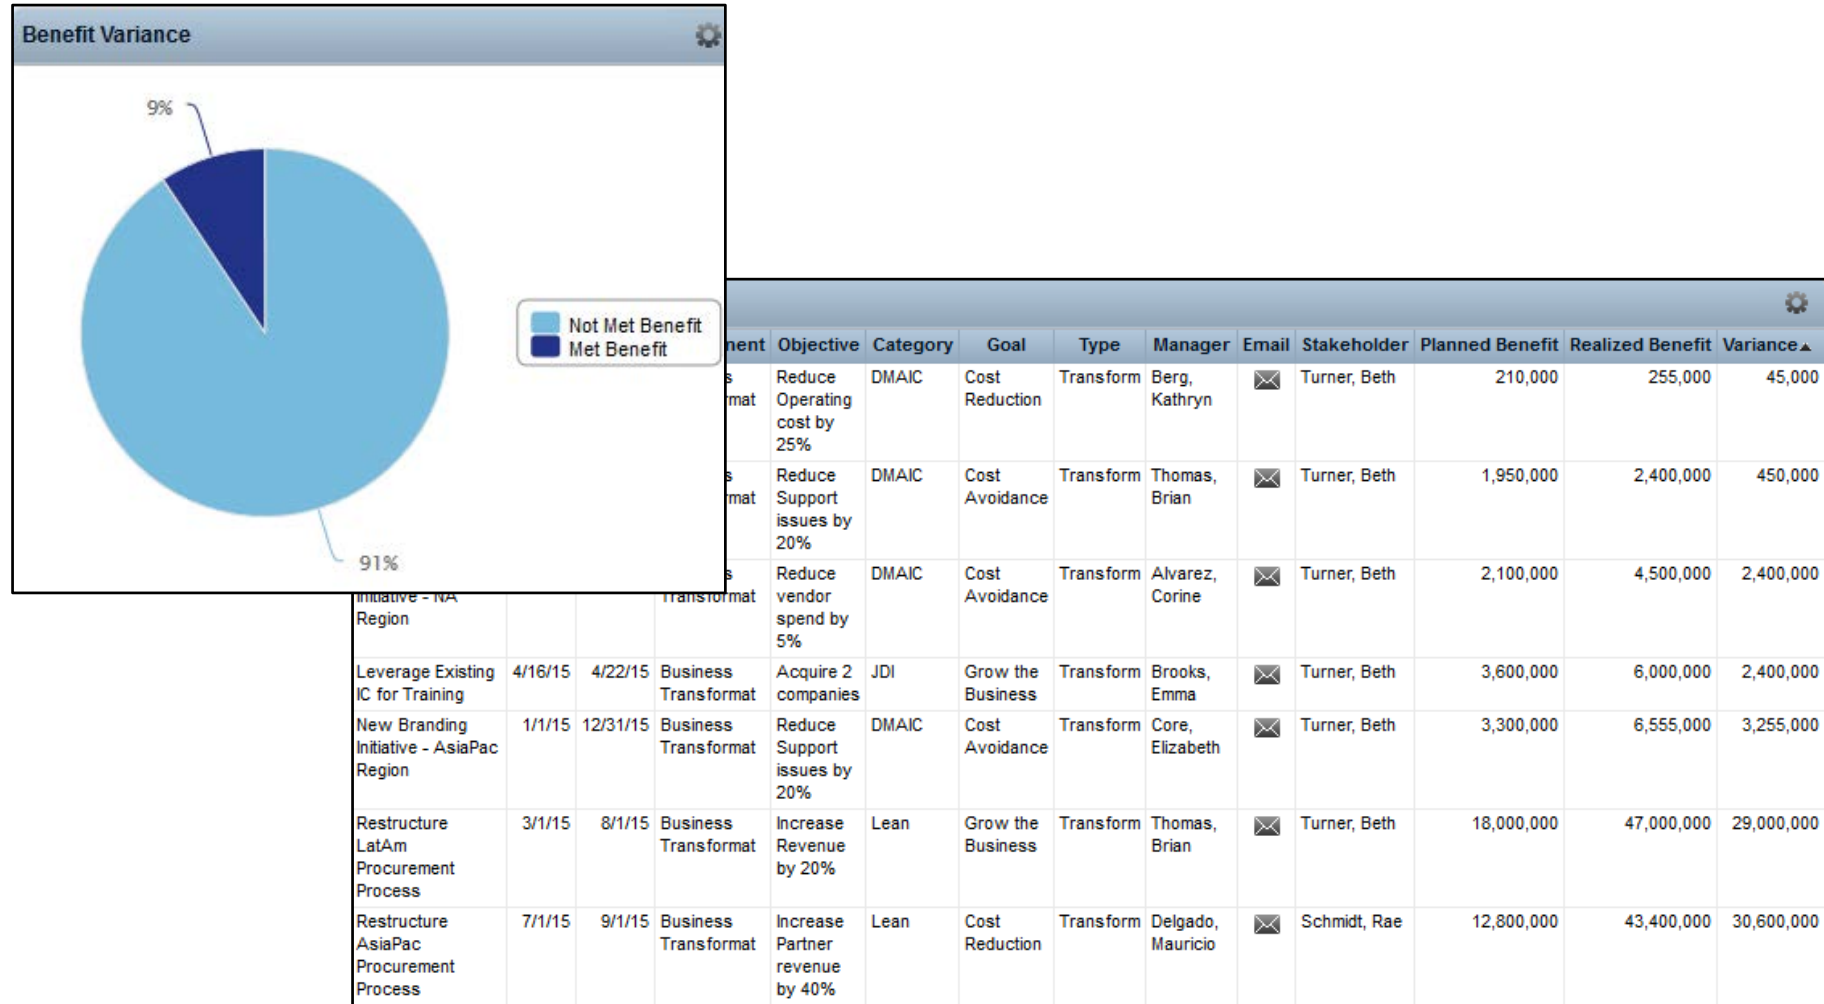 Benefit Variance
9%
91%
Not Met Benefit
Met Benefit
Objective Category Goal Type Manager Email Stakeholder Planned Benefit Realized Benefit Variance
Reduce DMAIC Cost Transform Berg, Turner, Beth 210,000 255,000 45,000
Operating Reduction Kathryn
cost by
25%
Reduce DMAIC Cost Transform Thomas, Turner, Beth 1,950,000 2,400,000 450,000
Support Avoidance Brian
issues by
20%
Reduce DMAIC Cost Transform Alvarez, Turner, Beth 2,100,000 4,500,000 2,400,000
Initiative - NA Transformat vendor Avoidance Corine
Region spend by
5%
Leverage Existing 4/16/15 4/22/15 Business Acquire 2 JDI Grow the Transform Brooks, Turner, Beth 3,600,000 6,000,000 2,400,000
IC for Training Transformat companies Business Emma
New Branding 1/1/15 12/31/15 Business Reduce DMAIC Cost Transform Core, Turner, Beth 3,300,000 6,555,000 3,255,000
Initiative - AsiaPac Transformat Support Avoidance Elizabeth
Region issues by
20%
Restructure 3/1/15 8/1/15 Business Increase Lean Grow the Transform Thomas, Turner, Beth 18,000,000 47,000,000 29,000,000
LatAm Transformat Revenue Business Brian
Procurement by 20%
Process
Restructure 7/1/15 9/1/15 Business Increase Lean Cost Transform Delgado, Schmidt, Rae 12,800,000 43,400,000 30,600,000
AsiaPac Transformat Partner Reduction Mauricio
Procurement revenue
Process by 40%